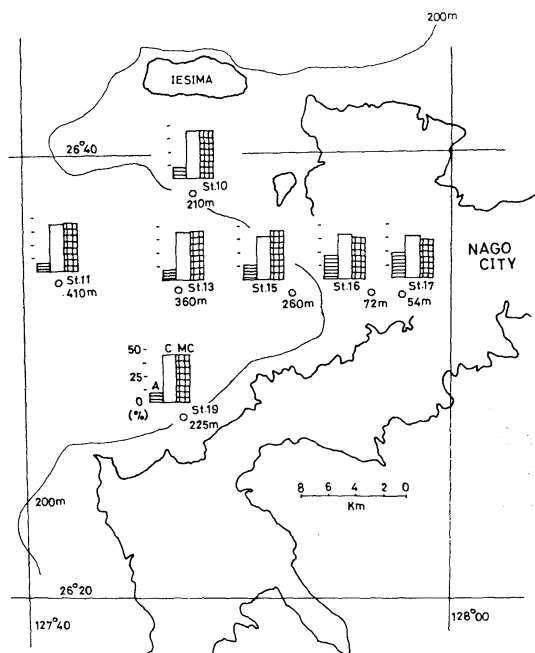 200m
IESIMA
26°40
St.10
210m
NAGO
CITY
St.11
410m
St.13
360m
St.15
260m
St.16
72m
St.17
54m
50
25
0
(%)
A
C
MC
St.19
225m
8 6 4 2 0
Km
200m
26°20
127°40
128°00